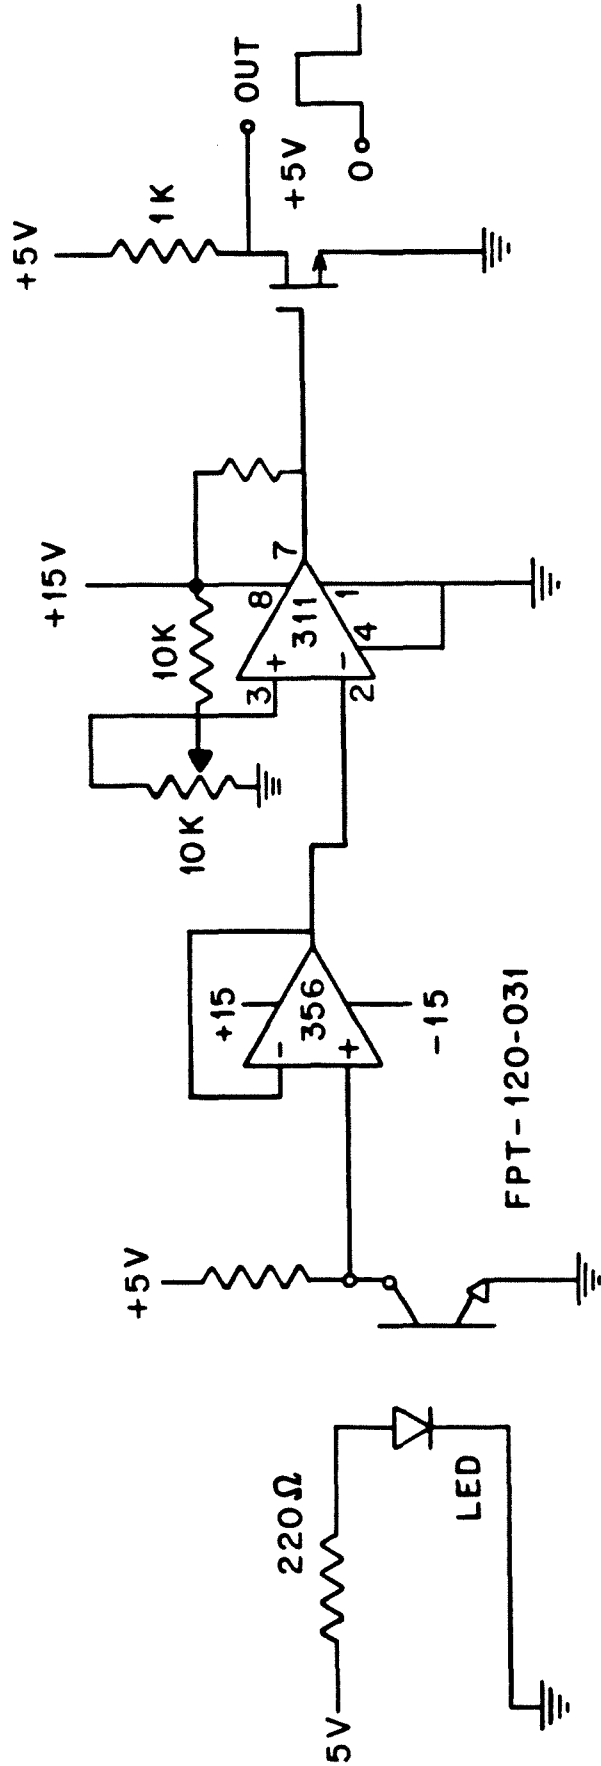 5V
220Ω
LED
+5V
FPT-120-031
+15
356
-
+
-15
10K
10K
+15V
3
+
8
311
7
-
2
4
1
+5V
1K
OUT
+5V
0